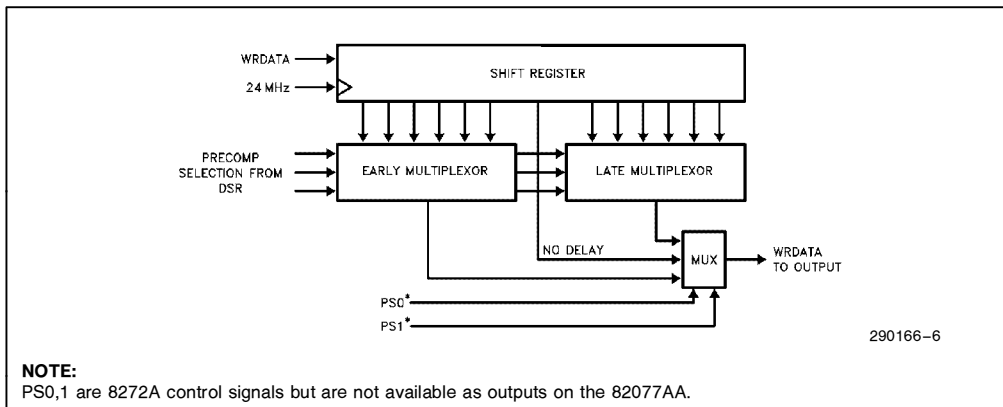 WRDATA
24 MHz
SHIFT REGISTER
PRECOMP
SELECTION FROM
DSR
EARLY MULTIPLEXOR
LATE MULTIPLEXOR
NO DELAY
MUX
WRDATA
TO OUTPUT
PS0*
PS1*
290166–6
NOTE:
PS0,1 are 8272A control signals but are not available as outputs on the 82077AA.